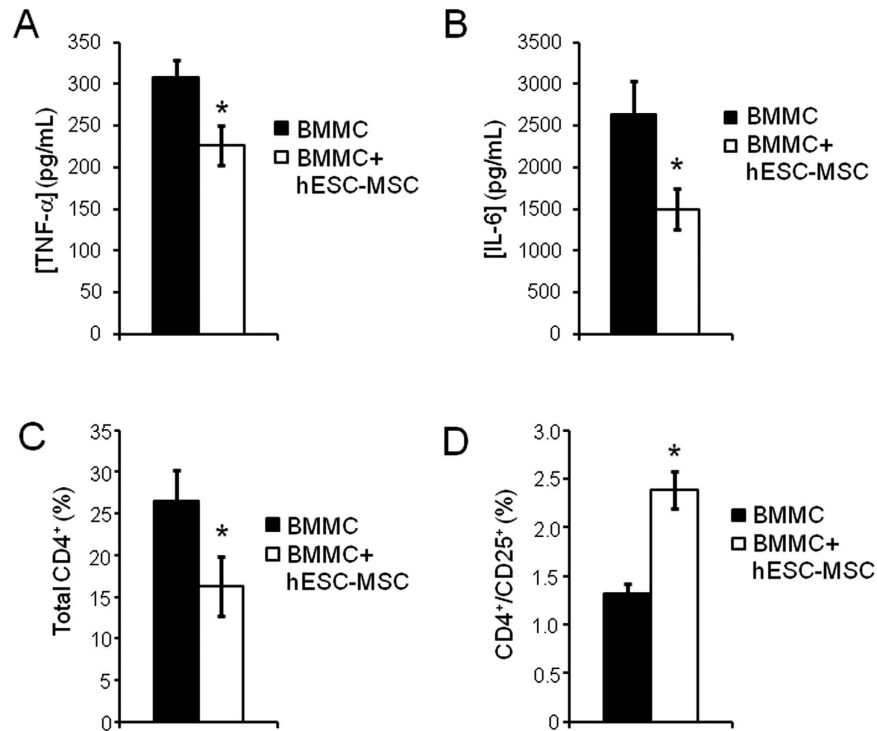 A
[TNF-α] (pg/mL)
350
300
250
200
150
100
50
0
*
BMMC
BMMC+
hESC-MSC
B
[IL-6] (pg/mL)
3500
3000
2500
2000
1500
1000
500
0
*
BMMC
BMMC+
hESC-MSC
C
Total CD4⁺ (%)
35
30
25
20
15
10
5
0
*
BMMC
BMMC+
hESC-MSC
D
CD4⁺/CD25⁺ (%)
3.0
2.5
2.0
1.5
1.0
0.5
0
*
BMMC
BMMC+
hESC-MSC